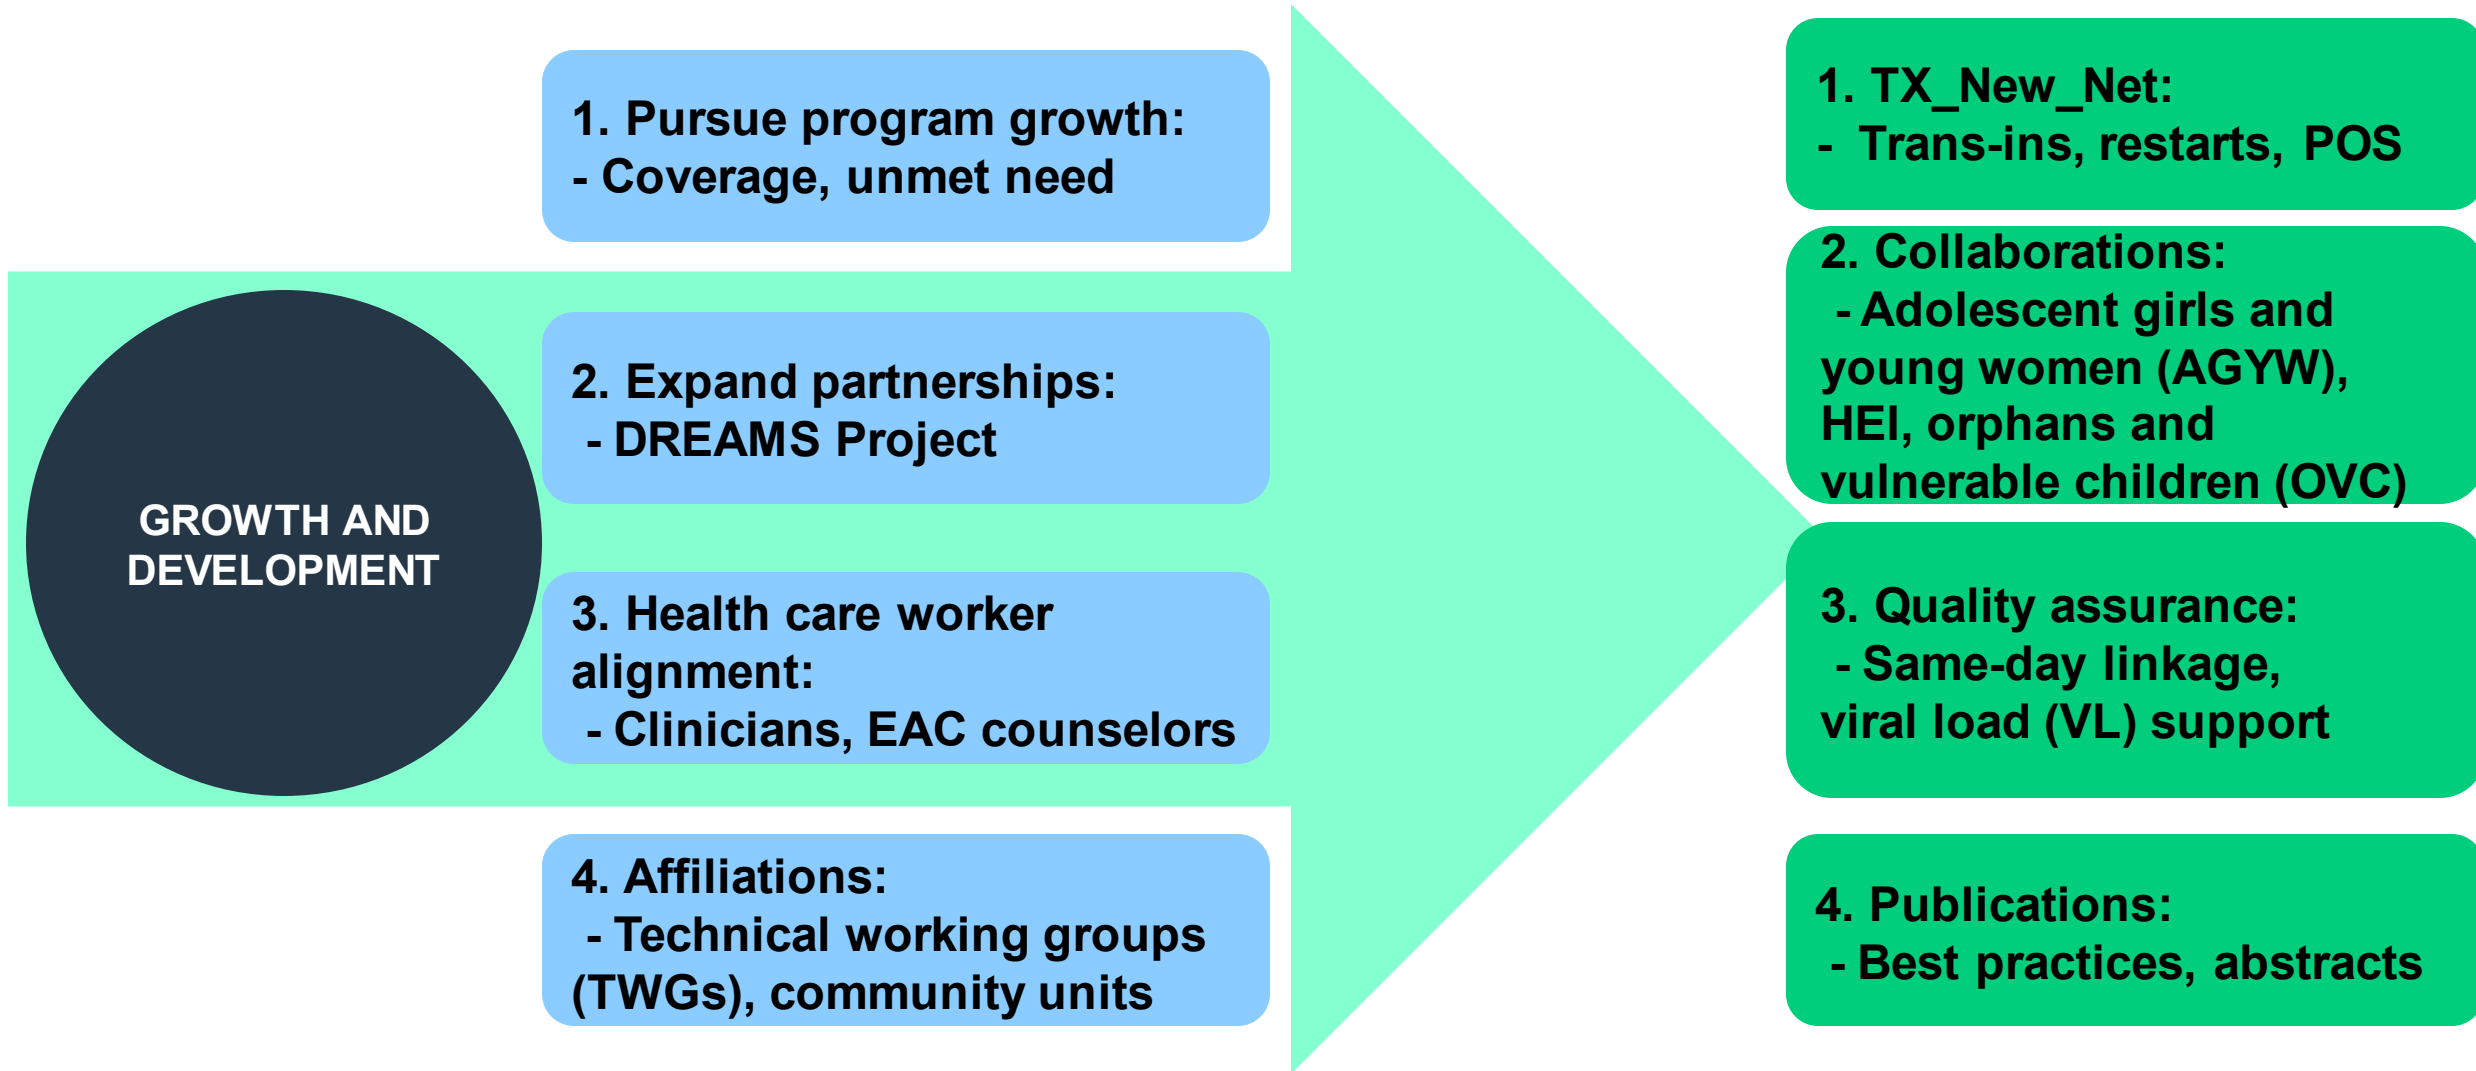 GROWTH AND
DEVELOPMENT
1. Pursue program growth:
- Coverage, unmet need
2. Expand partnerships:
- DREAMS Project
3. Health care worker
alignment:
- Clinicians, EAC counselors
4. Affiliations:
- Technical working groups
(TWGs), community units
1. TX_New_Net:
- Trans-ins, restarts, POS
2. Collaborations:
- Adolescent girls and
young women (AGYW),
HEI, orphans and
vulnerable children (OVC)
3. Quality assurance:
- Same-day linkage,
viral load (VL) support
4. Publications:
- Best practices, abstracts